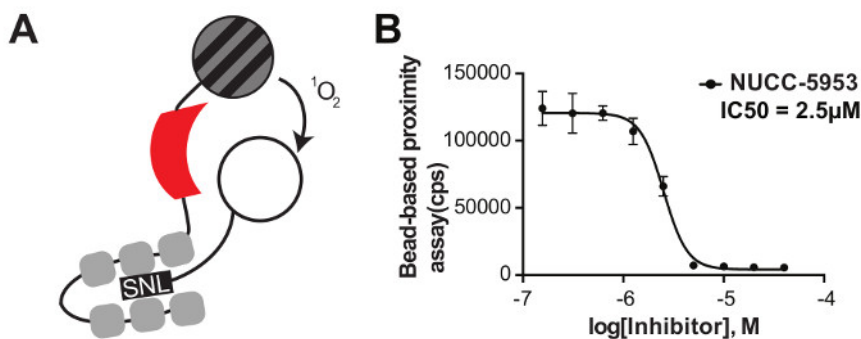 A
¹O₂
SNL
B
Bead-based proximity
assay(cps)
150000
100000
50000
0
-7
-6
-5
-4
log[Inhibitor], M
NUCC-5953
IC50 = 2.5µM